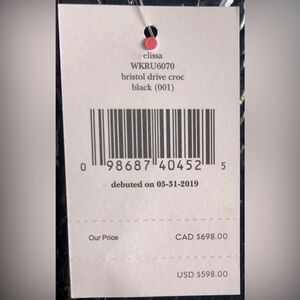 elissa
WKRU6070
bristol drive croc
black (001)
0 98687 40452 5
debuted on 05-31-2019
Our Price CAD $698.00
USD $598.00